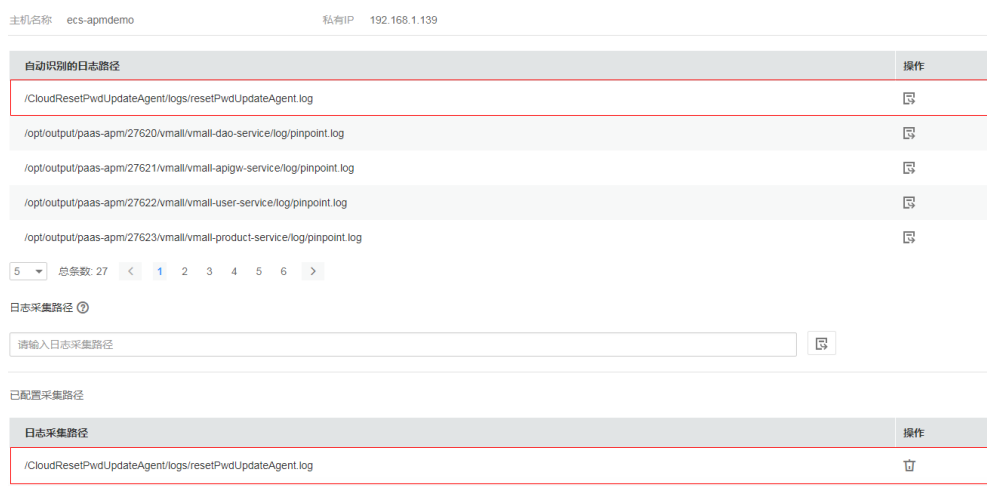 主机名称 ecs-apmdemo 私有IP 192.168.1.139
自动识别的日志路径 操作
/CloudResetPwdUpdateAgent/logs/resetPwdUpdateAgent.log
/opt/output/paas-apm/27620/vmall/vmall-dao-service/log/pinpoint.log
/opt/output/paas-apm/27621/vmall/vmall-apigw-service/log/pinpoint.log
/opt/output/paas-apm/27622/vmall/vmall-user-service/log/pinpoint.log
/opt/output/paas-apm/27623/vmall/vmall-product-service/log/pinpoint.log
5 总条数: 27 < 1 2 3 4 5 6 >
日志采集路径 ?
请输入日志采集路径
已配置采集路径
日志采集路径 操作
/CloudResetPwdUpdateAgent/logs/resetPwdUpdateAgent.log